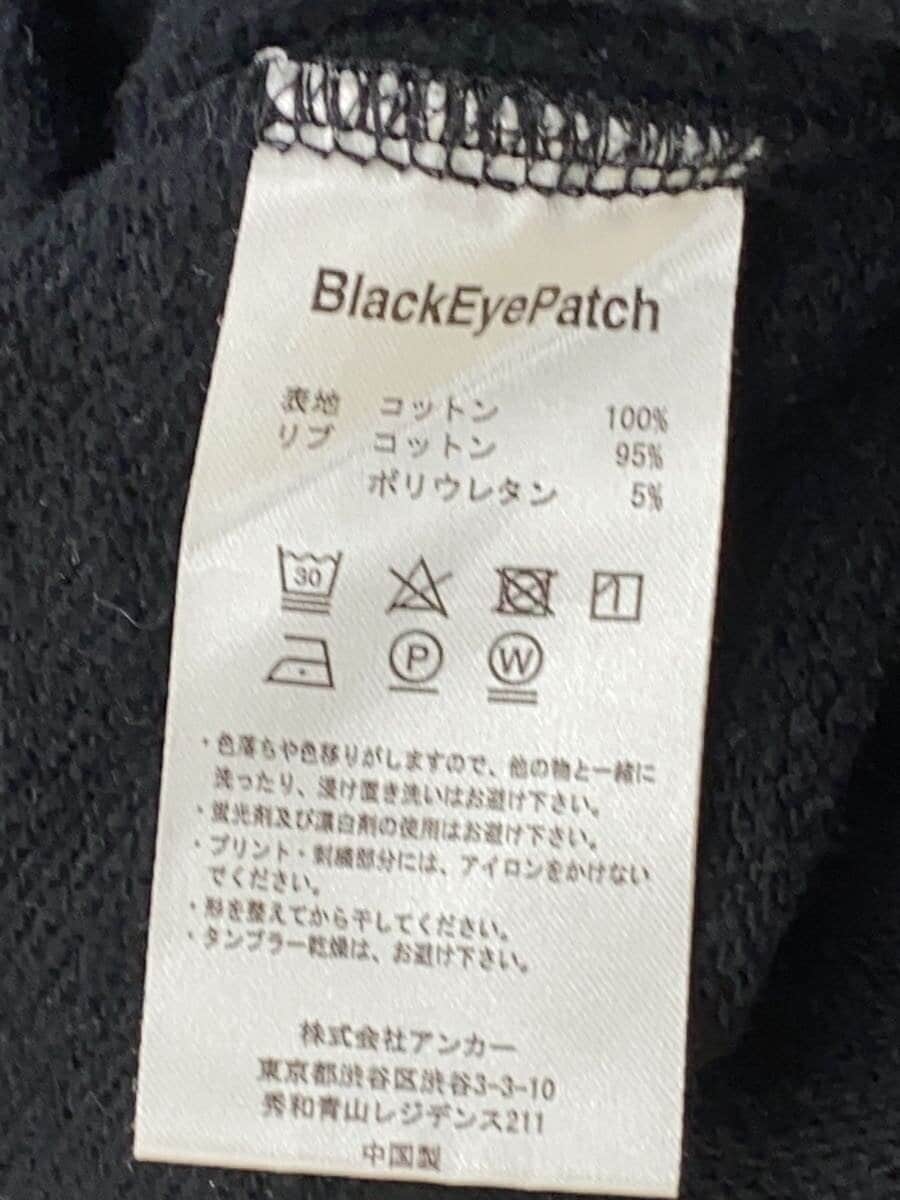 BlackEyePatch
表地 コットン 100%
リブ コットン 95%
ポリウレタン 5%
30
P W
・色落ちや色移りがしますので、他の物と一緒に
洗ったり、浸け置き洗いはお避け下さい。
・蛍光剤及び漂白剤の使用はお避け下さい。
・プリント・刺繍部分には、アイロンをかけない
でください。
・形を整えてから干してください。
・タンブラー乾燥は、お避け下さい。
株式会社アンカー
東京都渋谷区渋谷3-3-10
秀和青山レジデンス211
中国製